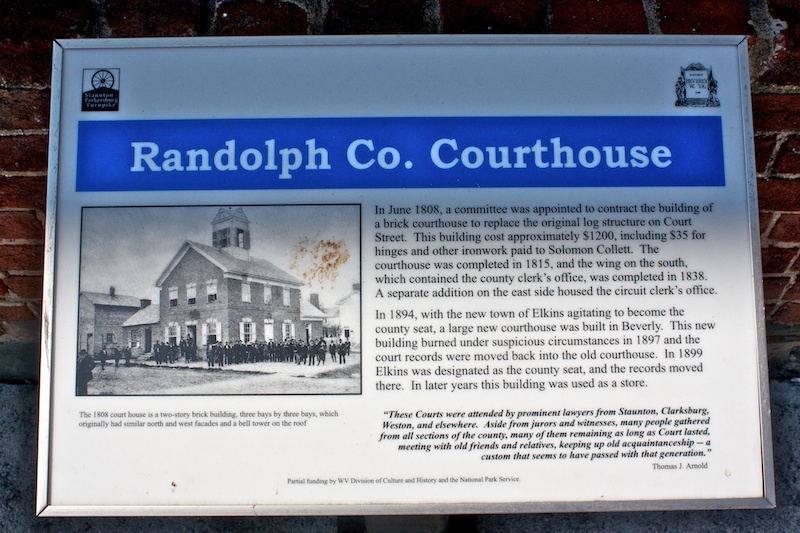 Staunton -
Parkersburg
Turnpike
BEVERLY
W. VA.
Randolph Co. Courthouse
In June 1808, a committee was appointed to contract the building of
a brick courthouse to replace the original log structure on Court
Street. This building cost approximately $1200, including $35 for
hinges and other ironwork paid to Solomon Collett. The
courthouse was completed in 1815, and the wing on the south,
which contained the county clerk's office, was completed in 1838.
A separate addition on the east side housed the circuit clerk's office.
In 1894, with the new town of Elkins agitating to become the
county seat, a large new courthouse was built in Beverly. This new
building burned under suspicious circumstances in 1897 and the
court records were moved back into the old courthouse. In 1899
Elkins was designated as the county seat, and the records moved
there. In later years this building was used as a store.
The 1808 court house is a two-story brick building, three bays by three bays, which
originally had similar north and west facades and a bell tower on the roof
"These Courts were attended by prominent lawyers from Staunton, Clarksburg,
Weston, and elsewhere. Aside from jurors and witnesses, many people gathered
from all sections of the county, many of them remaining as long as Court lasted,
meeting with old friends and relatives, keeping up old acquaintanceship -- a
custom that seems to have passed with that generation."
Thomas J. Arnold
Partial funding by WV Division of Culture and History and the National Park Service.